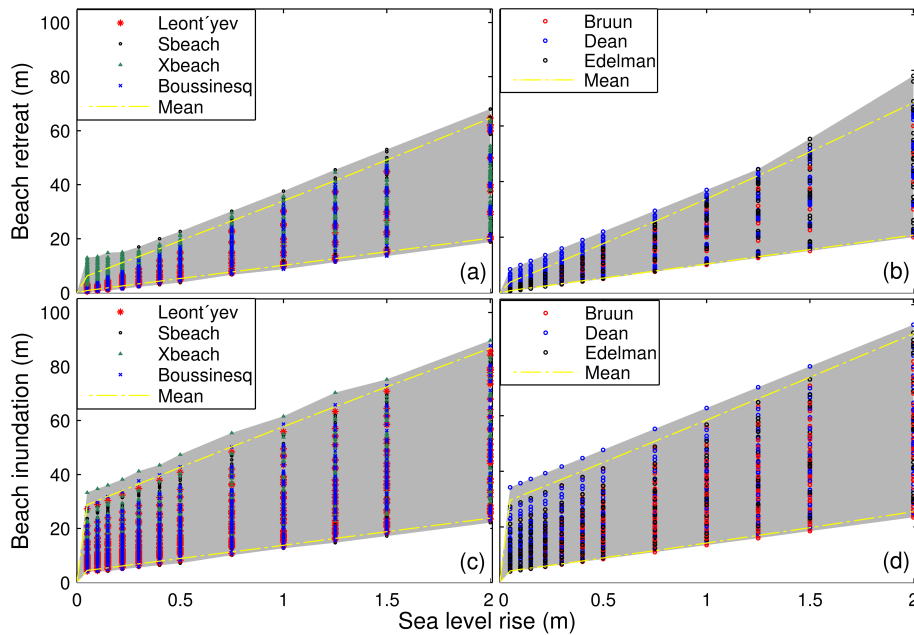 100
80
60
40
20
0
Beach retreat (m)
Leont´yev
Sbeach
Xbeach
Boussinesq
Mean
(a)
Bruun
Dean
Edelman
Mean
(b)
100
80
60
40
20
0
Beach inundation (m)
Leont´yev
Sbeach
Xbeach
Boussinesq
Mean
(c)
Bruun
Dean
Edelman
Mean
(d)
0 0.5 1 1.5 2 0.5 1 1.5 2
Sea level rise (m)